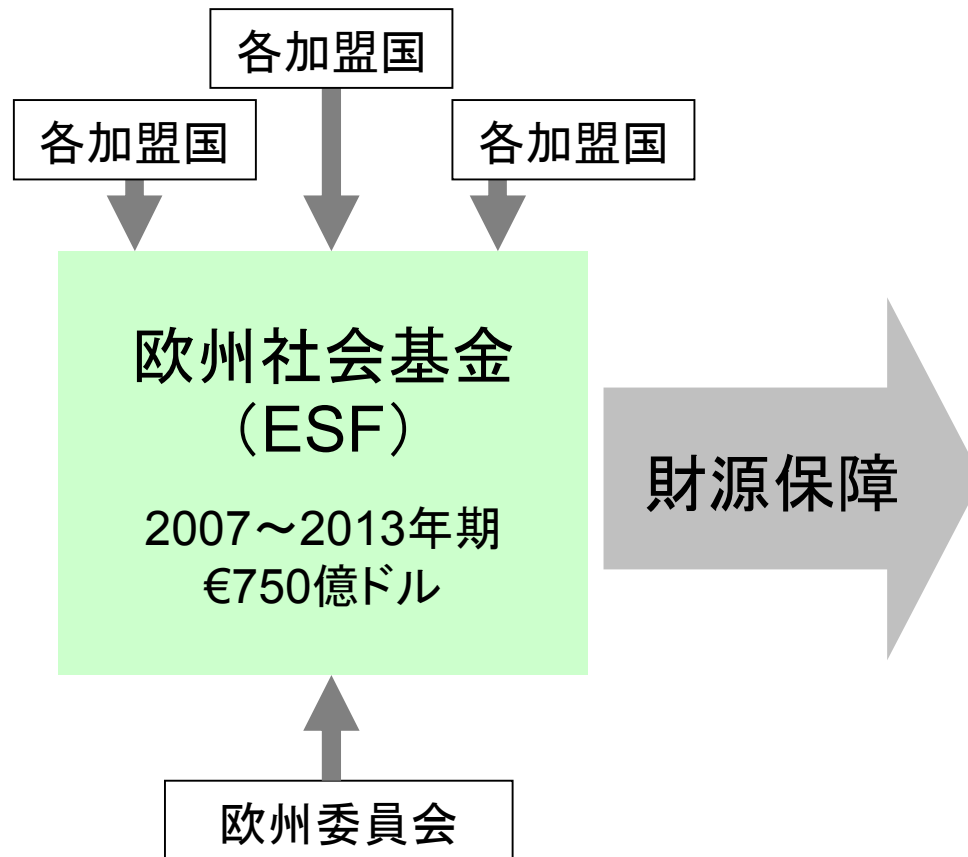 各加盟国
各加盟国
各加盟国
欧州社会基金
（ESF）
2007～2013年期
€750億ドル
財源保障
欧州委員会